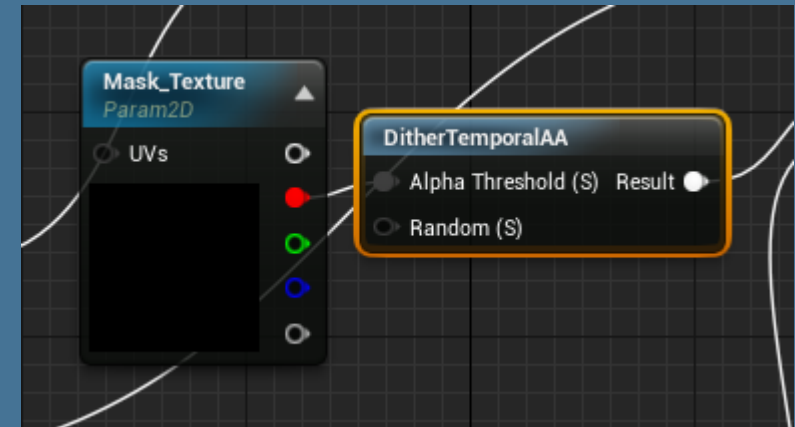 Mask_Texture
Param2D
UVs
DitherTemporalAA
Alpha Threshold (S) Result
Random (S)